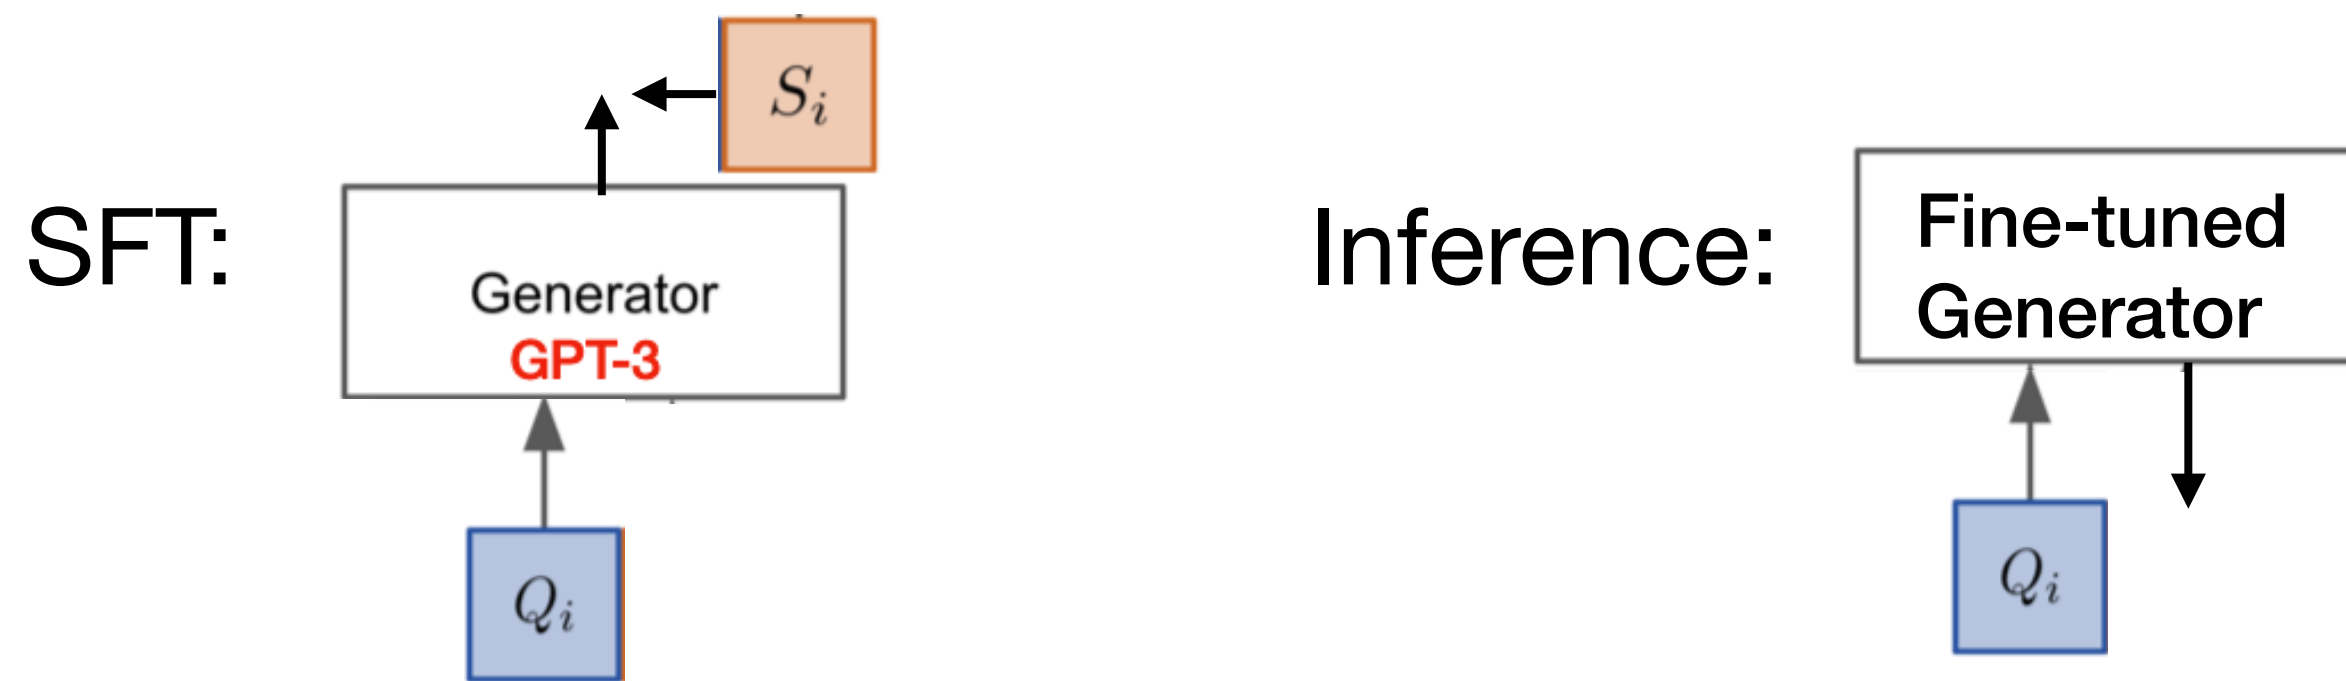 SFT:
S_i
Generator
GPT-3
Q_i
Inference:
Fine-tuned
Generator
Q_i